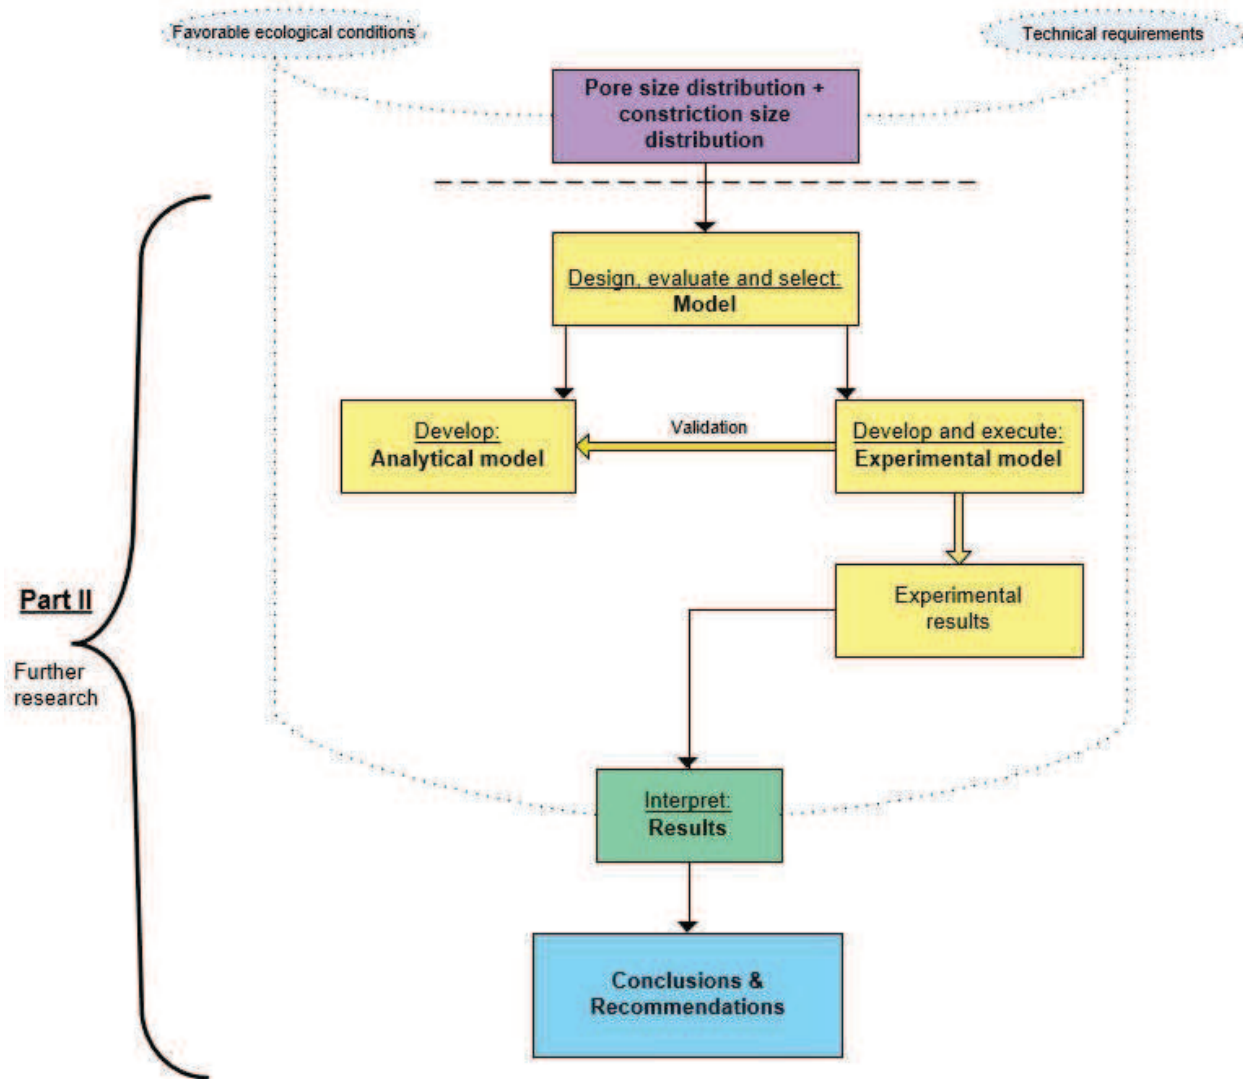 Favorable ecological conditions
Technical requirements
Pore size distribution +
constriction size
distribution
Design, evaluate and select:
Model
Develop:
Analytical model
Validation
Develop and execute:
Experimental model
Experimental
results
Part II
Further
research
Interpret:
Results
Conclusions &
Recommendations